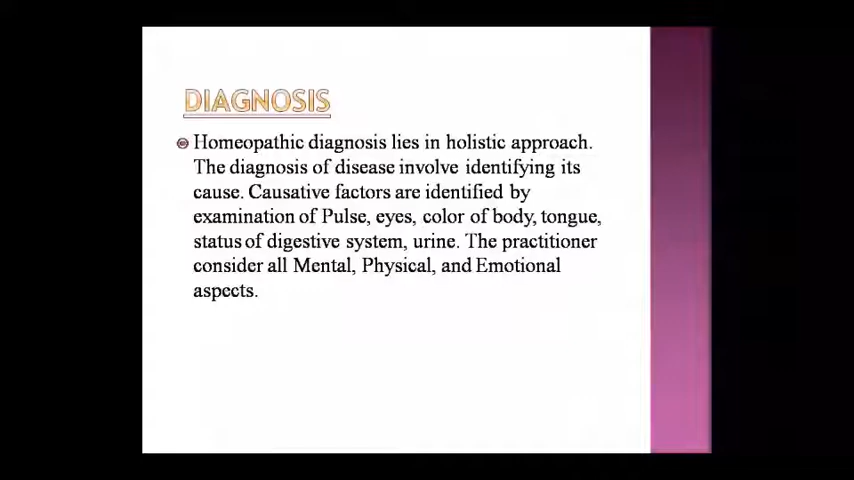 DIAGNOSIS
Homeopathic diagnosis lies in holistic approach.
The diagnosis of disease involve identifying its
cause. Causative factors are identified by
examination of Pulse, eyes, color of body, tongue,
status of digestive system, urine. The practitioner
consider all Mental, Physical, and Emotional
aspects.